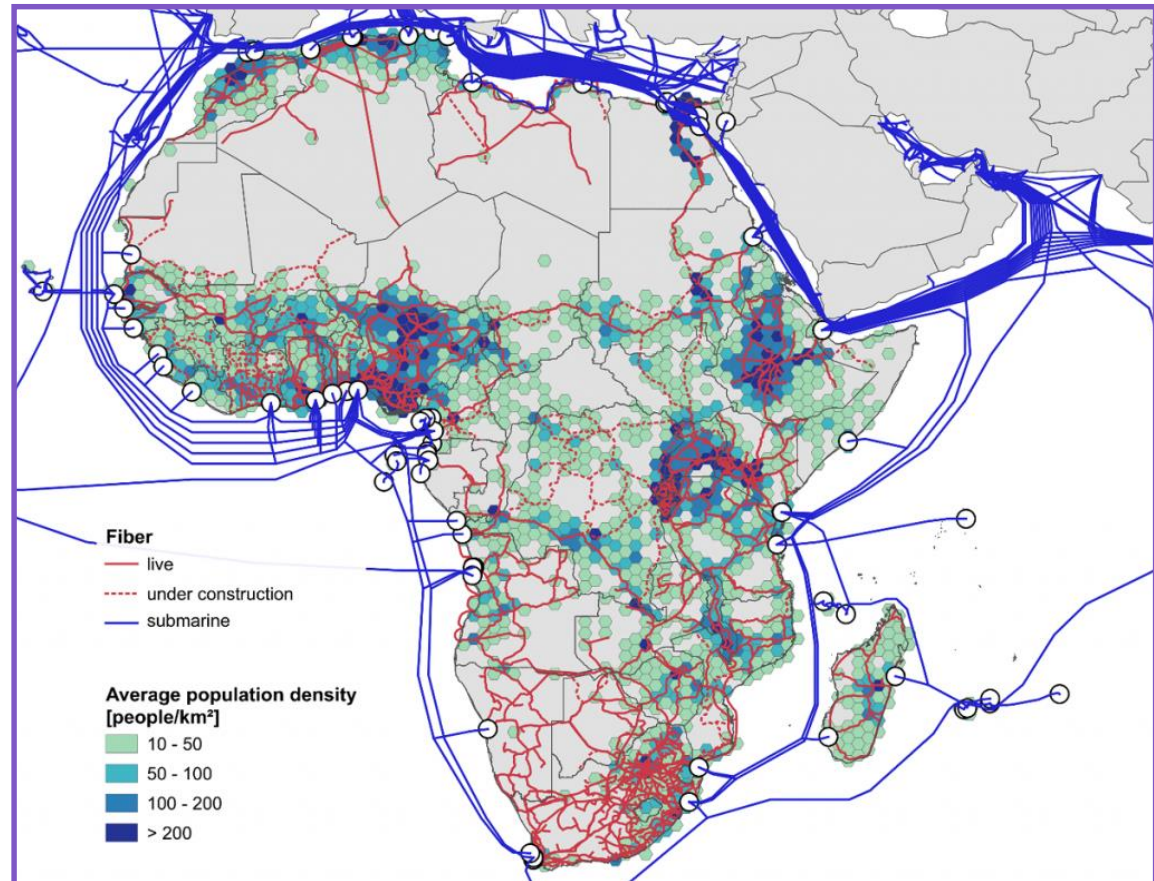 Fiber
live
under construction
submarine
Average population density
[people/km²]
10 - 50
50 - 100
100 - 200
> 200